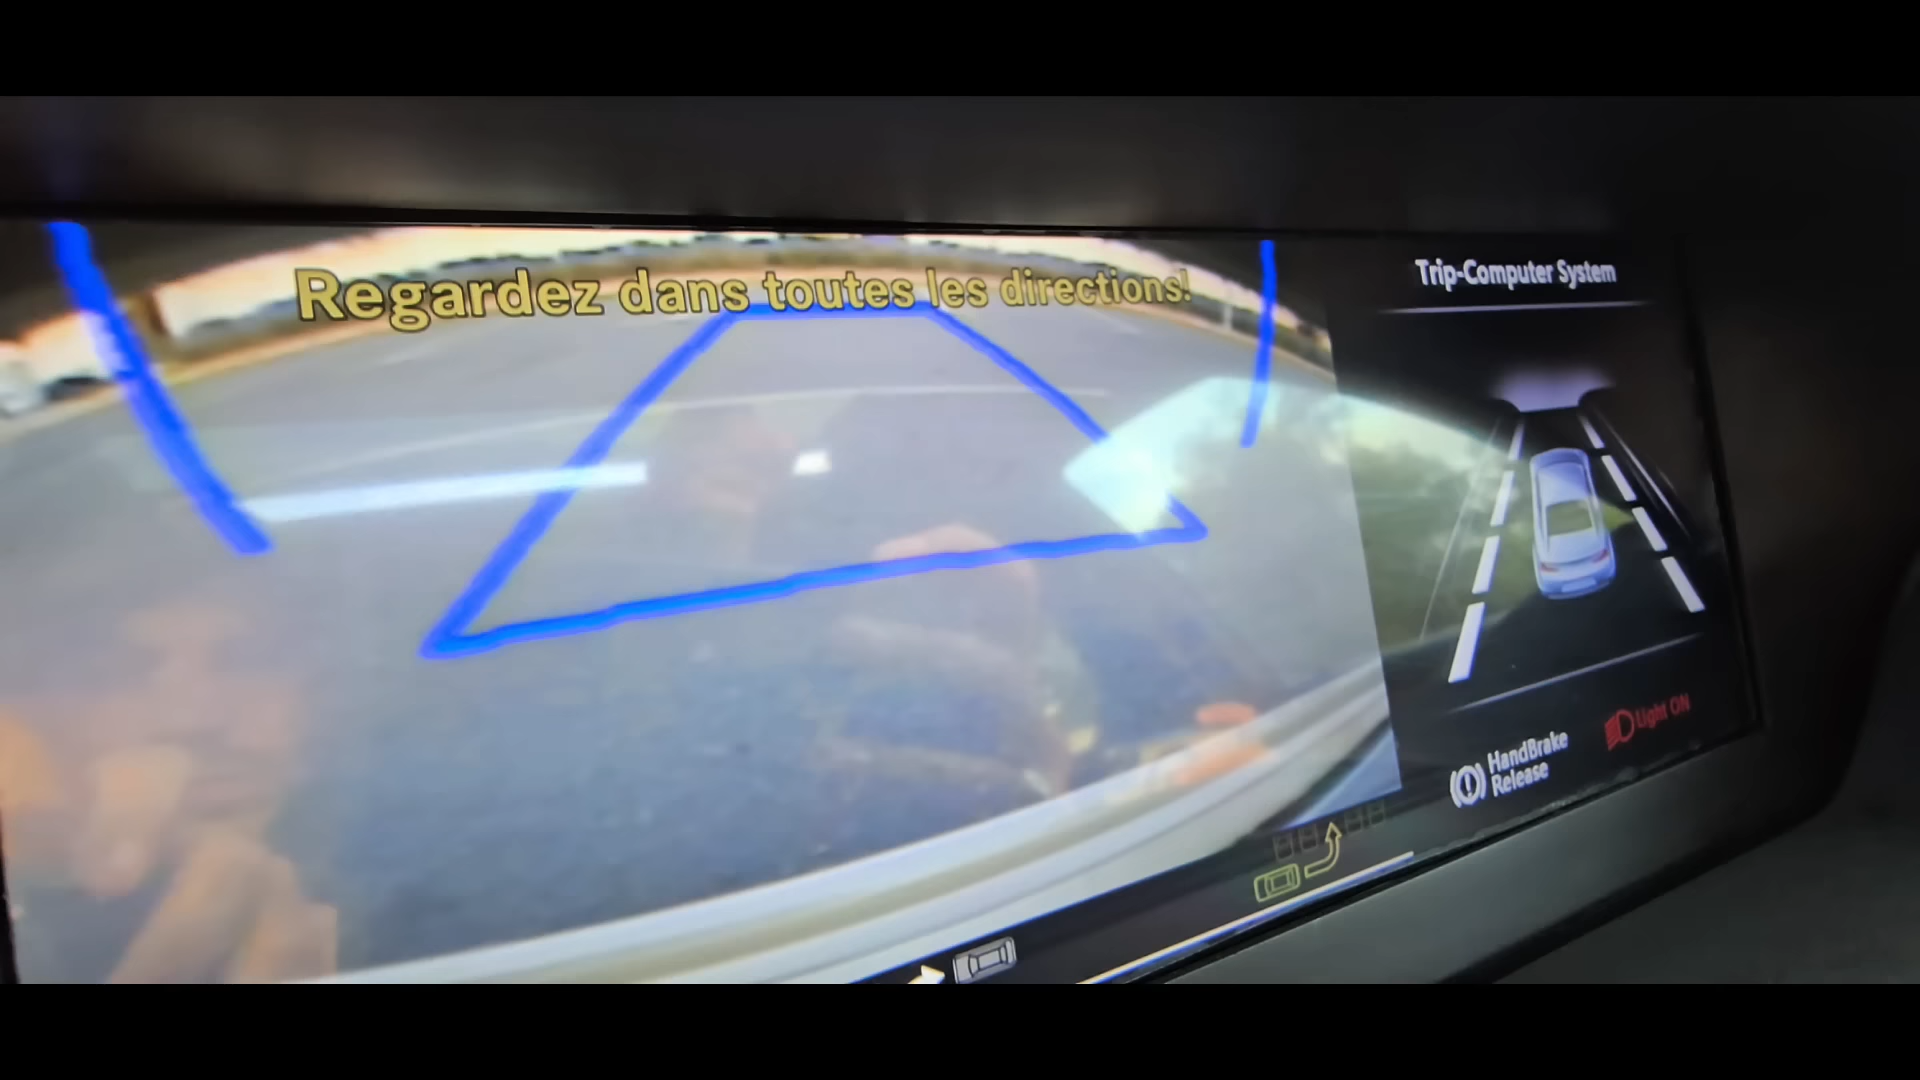 Regardez dans toutes les directions!
Trip-Computer System
HandBrake
Release
Light ON